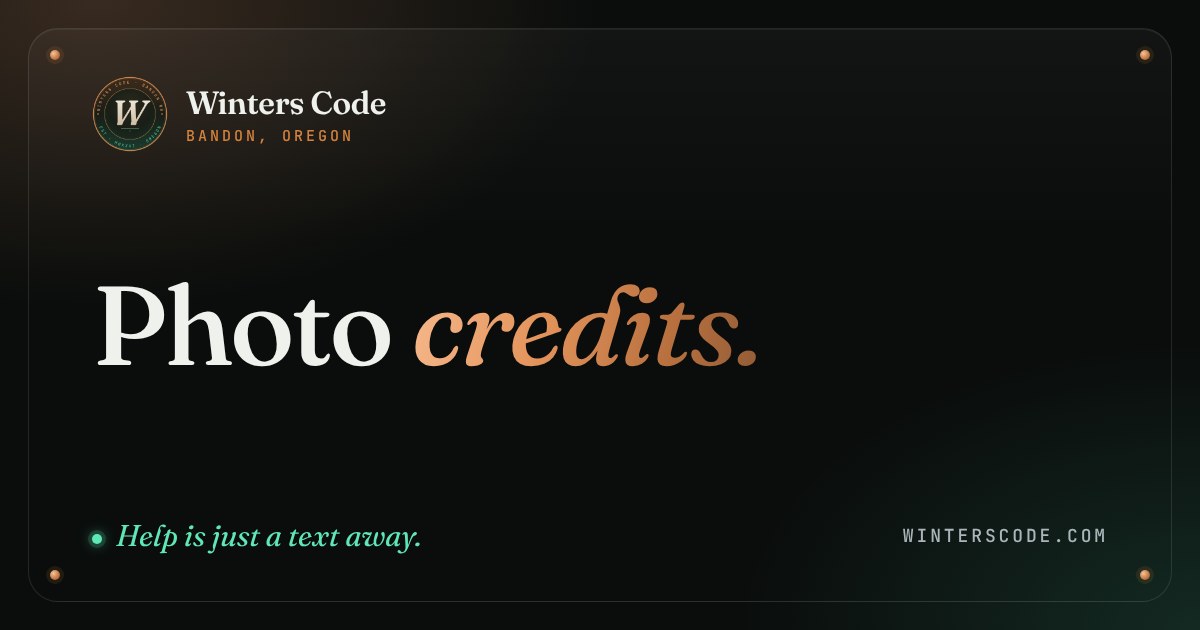 W
Winters Code
BANDON, OREGON
Photo credits.
Help is just a text away.
WINTERSCODE.COM